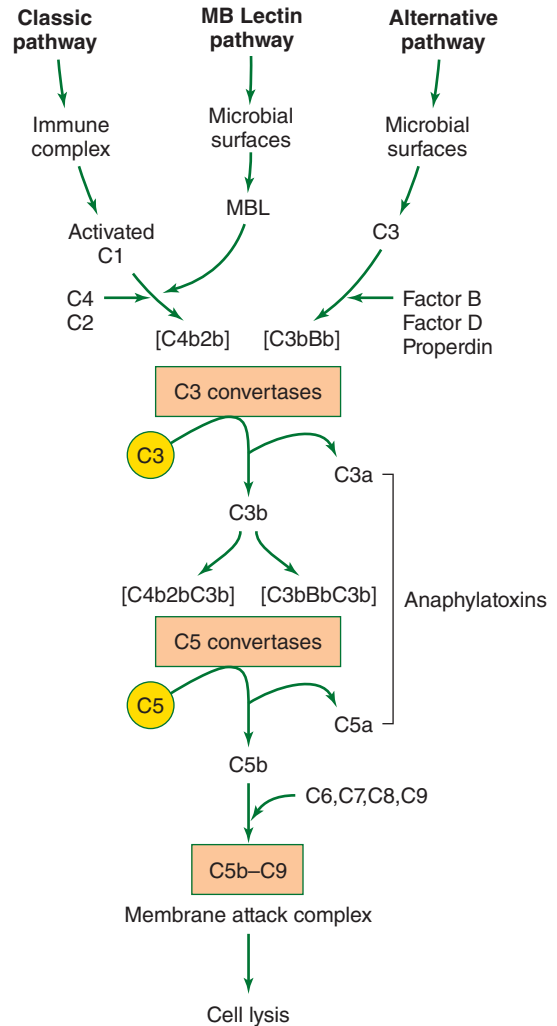 Classic
pathway
MB Lectin
pathway
Alternative
pathway
Immune
complex
Microbial
surfaces
Microbial
surfaces
MBL
Activated
C1
C3
C4
C2
Factor B
Factor D
Properdin
[C4b2b]
[C3bBb]
C3 convertases
C3
C3a
C3b
[C4b2bC3b]
[C3bBbC3b]
Anaphylatoxins
C5 convertases
C5
C5a
C5b
C6,C7,C8,C9
C5b–C9
Membrane attack complex
Cell lysis